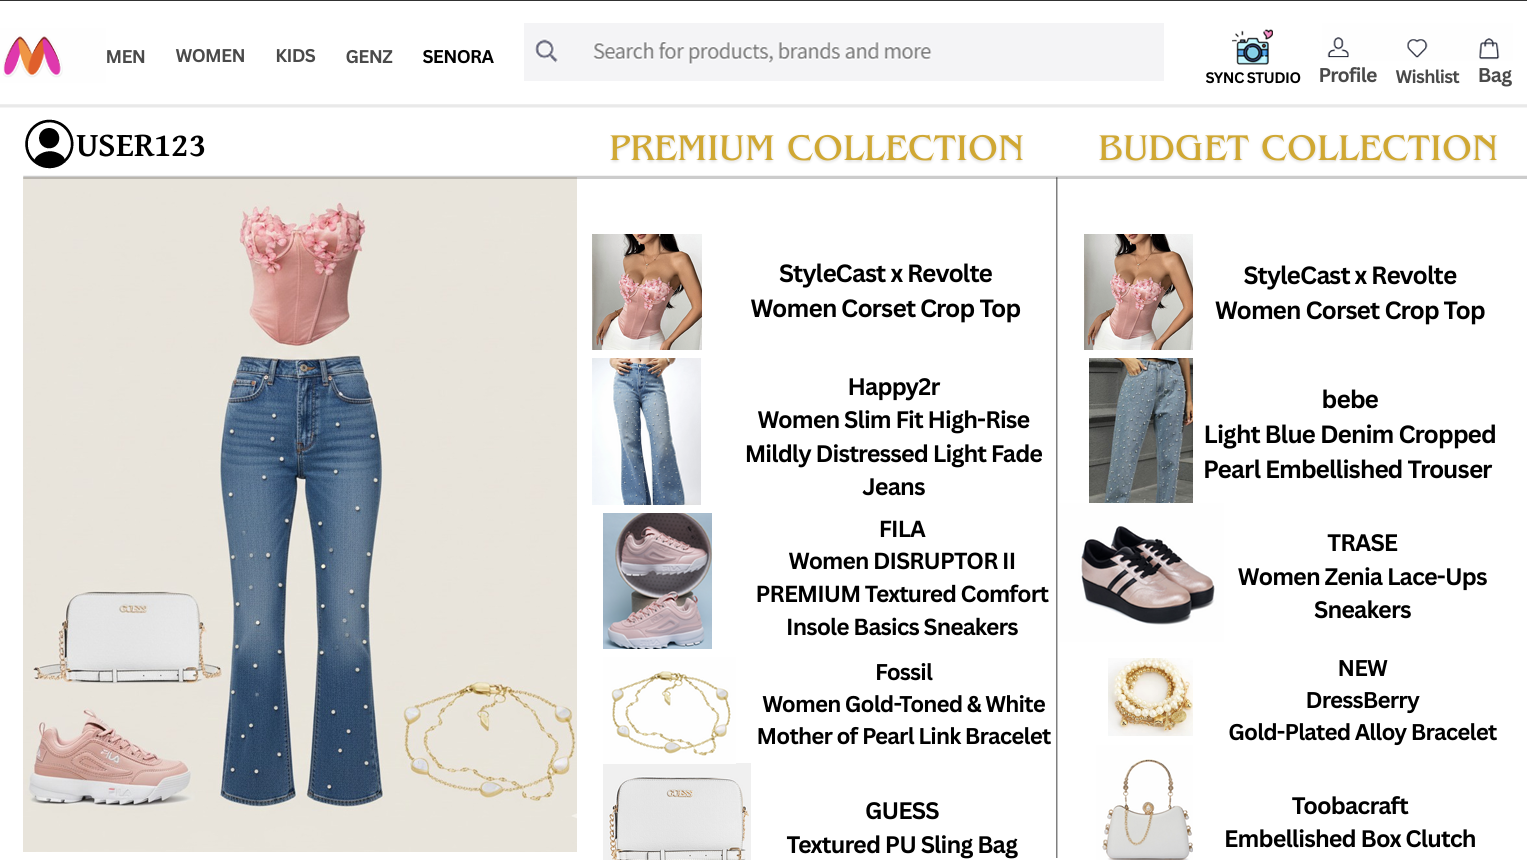 MEN
WOMEN
KIDS
GENZ
SENORA
Search for products, brands and more
SYNC STUDIO
Profile
Wishlist
Bag
USER123
PREMIUM COLLECTION
BUDGET COLLECTION
GUESS
FILA
StyleCast x Revolte
Women Corset Crop Top
Happy2r
Women Slim Fit High-Rise
Mildly Distressed Light Fade
Jeans
FILA
Women DISRUPTOR II
PREMIUM Textured Comfort
Insole Basics Sneakers
Fossil
Women Gold-Toned & White
Mother of Pearl Link Bracelet
GUESS
GUESS
Textured PU Sling Bag
StyleCast x Revolte
Women Corset Crop Top
bebe
Light Blue Denim Cropped
Pearl Embellished Trouser
TRASE
Women Zenia Lace-Ups
Sneakers
NEW
DressBerry
Gold-Plated Alloy Bracelet
Toobacraft
Embellished Box Clutch